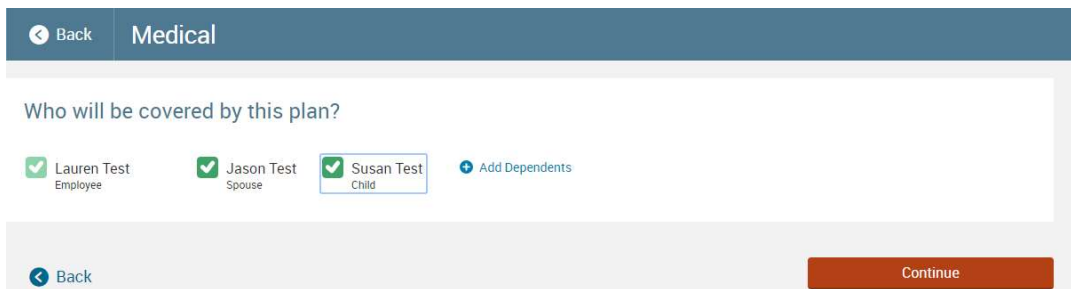 Back Medical
Who will be covered by this plan?
Lauren Test Jason Test Susan Test Add Dependents
Employee Spouse Child
Back Continue